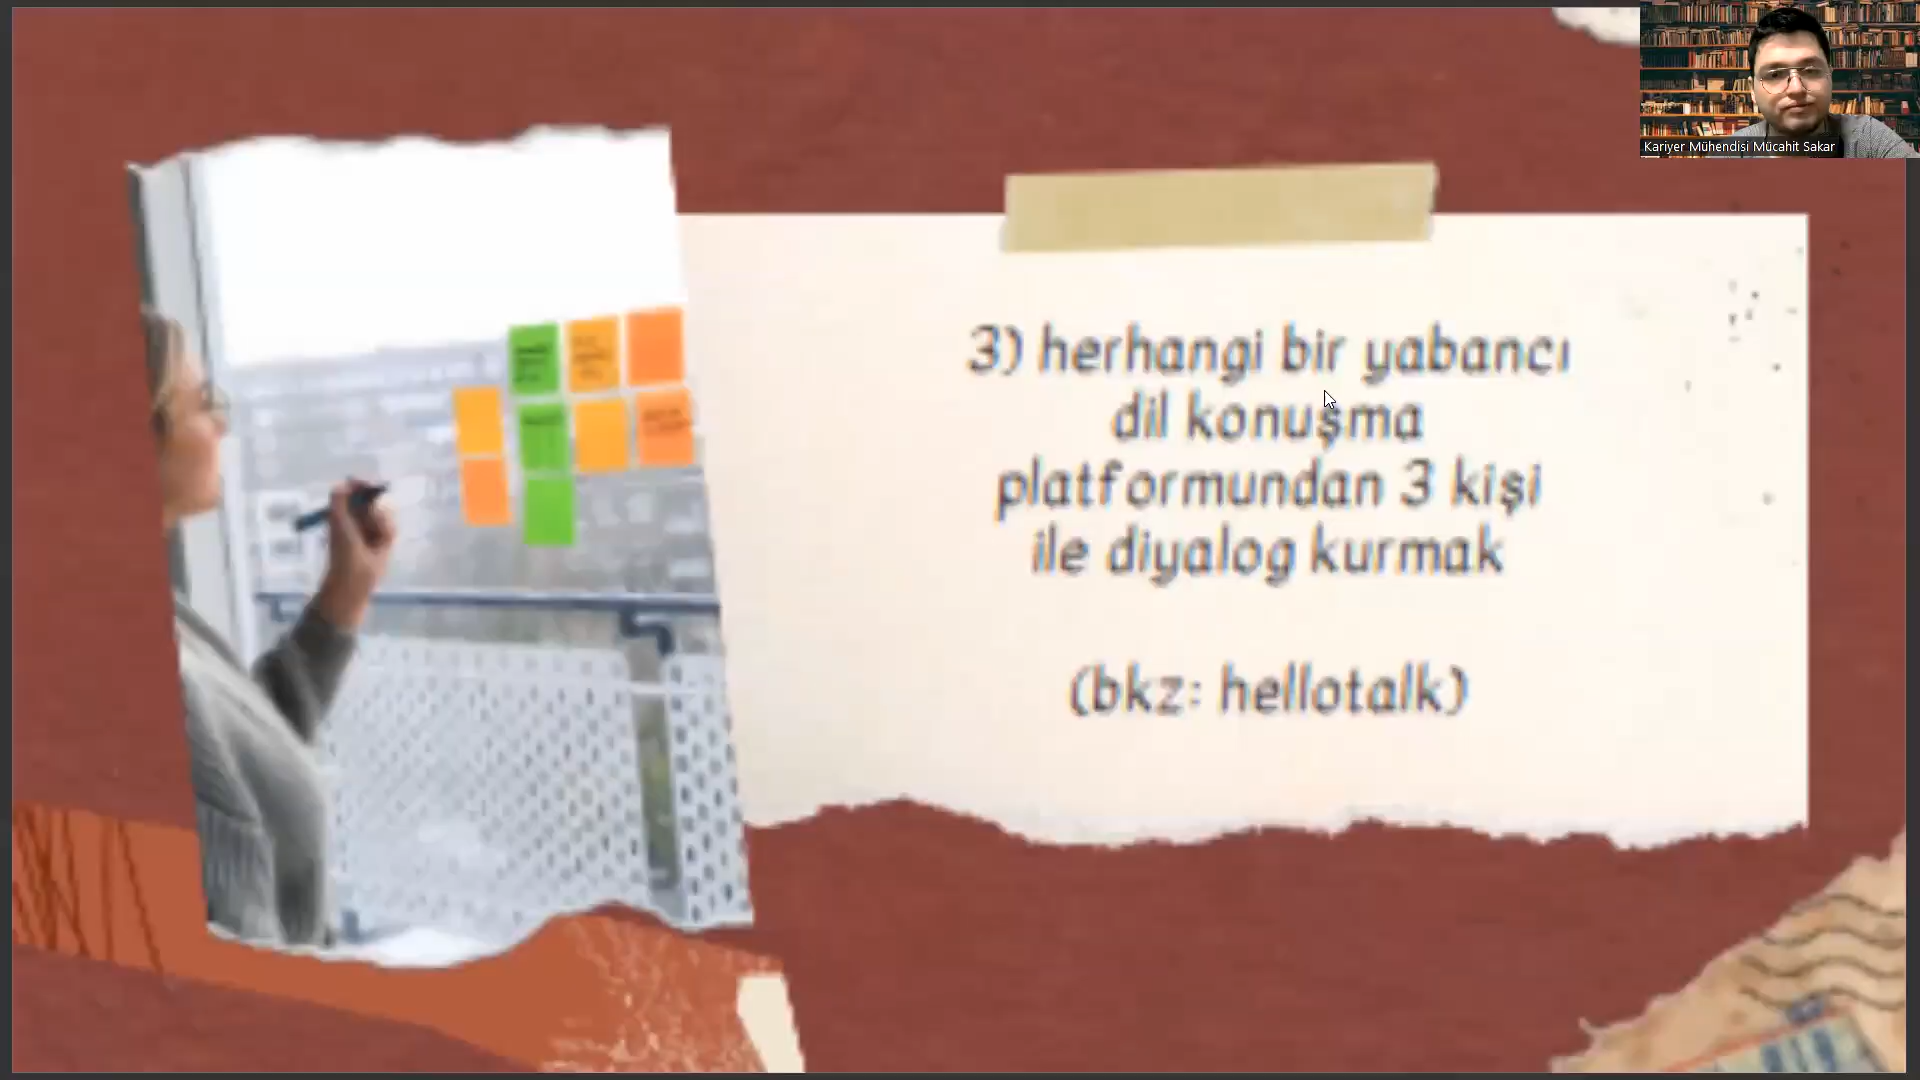 Kariyer Mühendisi Mücahit Sakar
3) herhangi bir yabancı
dil konuşma
platformundan 3 kişi
ile diyalog kurmak
(bkz: hellotalk)